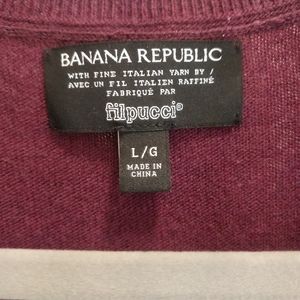 BANANA REPUBLIC
WITH FINE ITALIAN YARN BY /
AVEC UN FIL ITALIEN RAFFINÉ
FABRIQUÉ PAR
filpucci®
L/G
MADE IN
CHINA